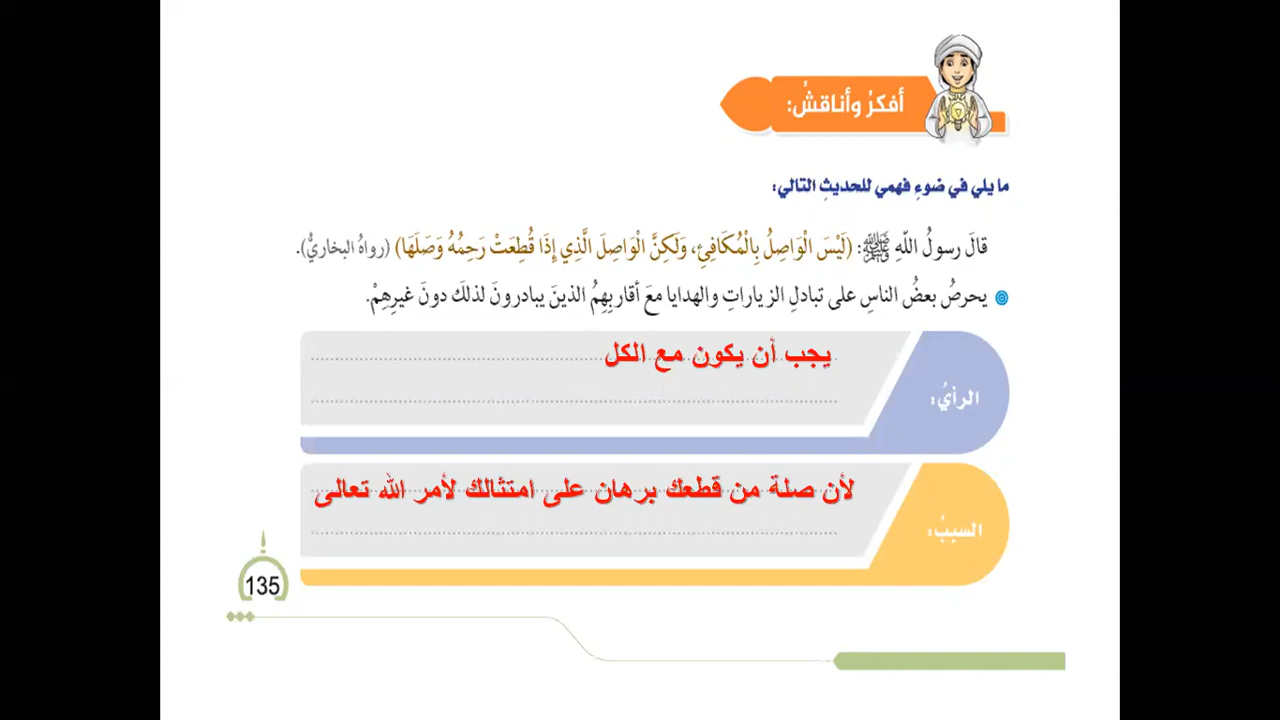 أفكرُ وأناقشُ:
ما يلي في ضوءِ فهمي للحديثِ التالي:
قالَ رسولُ اللّهِ ﷺ: (لَيْسَ الْوَاصِلُ بِالْمُكَافِئِ، وَلَكِنَّ الْوَاصِلَ الَّذِي إِذَا قُطِعَتْ رَحِمُهُ وَصَلَهَا) (رواهُ البخاريُّ).
يحرصُ بعضُ الناسِ على تبادلِ الزياراتِ والهدايا معَ أقاربِهِمُ الذينَ يبادرونَ لذلكَ دونَ غيرِهِمْ.
يجب أن يكون مع الكل
الرأيُ:
لأن صلة من قطعك برهان على امتثالك لأمر الله تعالى
السببُ:
135